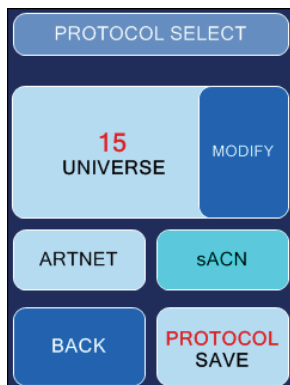 PROTOCOL SELECT
15
UNIVERSE
MODIFY
ARTNET
sACN
BACK
PROTOCOL
SAVE